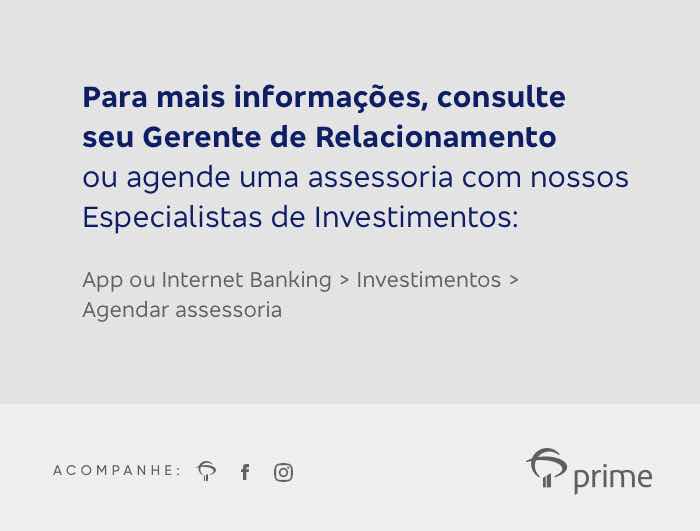 Para mais informações, consulte
seu Gerente de Relacionamento
ou agende uma assessoria com nossos
Especialistas de Investimentos:
App ou Internet Banking > Investimentos >
Agendar assessoria
ACOMPANHE:
prime